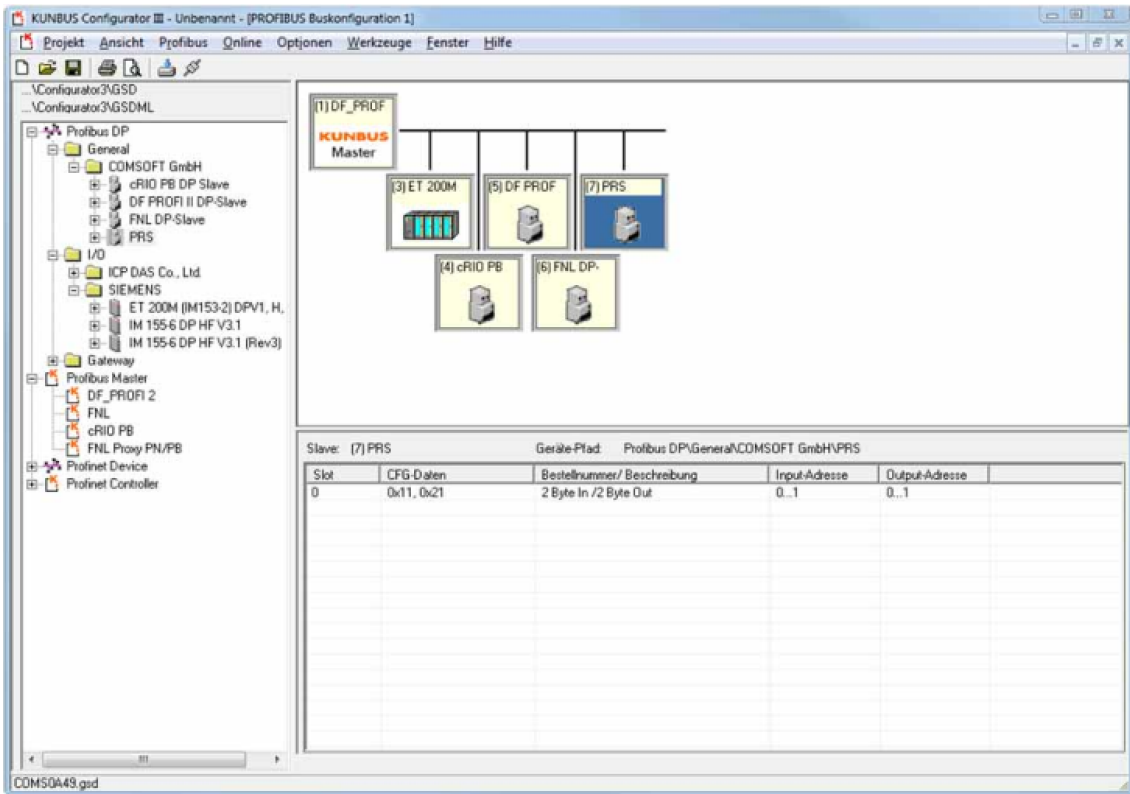 KUNBUS Configurator III - Unbenannt - [PROFIBUS Buskonfiguration 1]
Projekt Ansicht Profibus Online Optionen Werkzeuge Fenster Hilfe
...\Configurator3\GSD
...\Configurator3\GSDML
Profibus DP
General
COMSOFT GmbH
cRIO PB DP Slave
DF PROFI II DP-Slave
FNL DP-Slave
PRS
I/O
ICP DAS Co., Ltd
SIEMENS
ET 200M (IM153-2) DPV1, H,
IM 155-6 DP HF V3.1
IM 155-6 DP HF V3.1 (Rev3)
Gateway
Profibus Master
DF_PROFI 2
FNL
cRIO PB
FNL Proxy PN/PB
Profinet Device
Profinet Controller
(1) DF_PROF
KUNBUS
Master
(3) ET 200M
(5) DF PROF
(7) PRS
(4) cRIO PB
(6) FNL DP-
Slave: (7) PRS Geräte-Pfad: Profibus DP\General\COMSOFT GmbH\PRS
Slot CFG-Daten Bestellnummer/ Beschreibung Input-Adresse Output-Adresse
0 0x11, 0x21 2 Byte In /2 Byte Out 0...1 0...1
COMS0A49.gsd